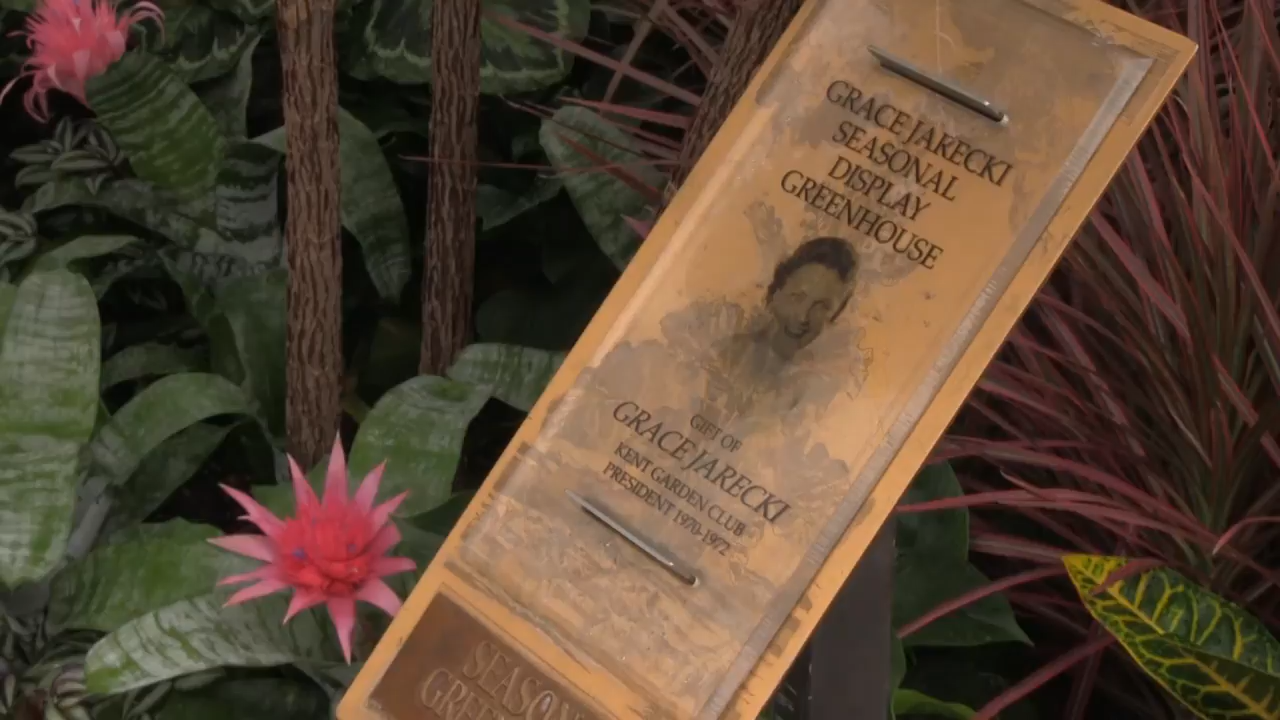 GRACE JARECKI
SEASONAL
DISPLAY
GREENHOUSE
GIFT OF
GRACE JARECKI
KENT GARDEN CLUB
PRESIDENT 1970-1972